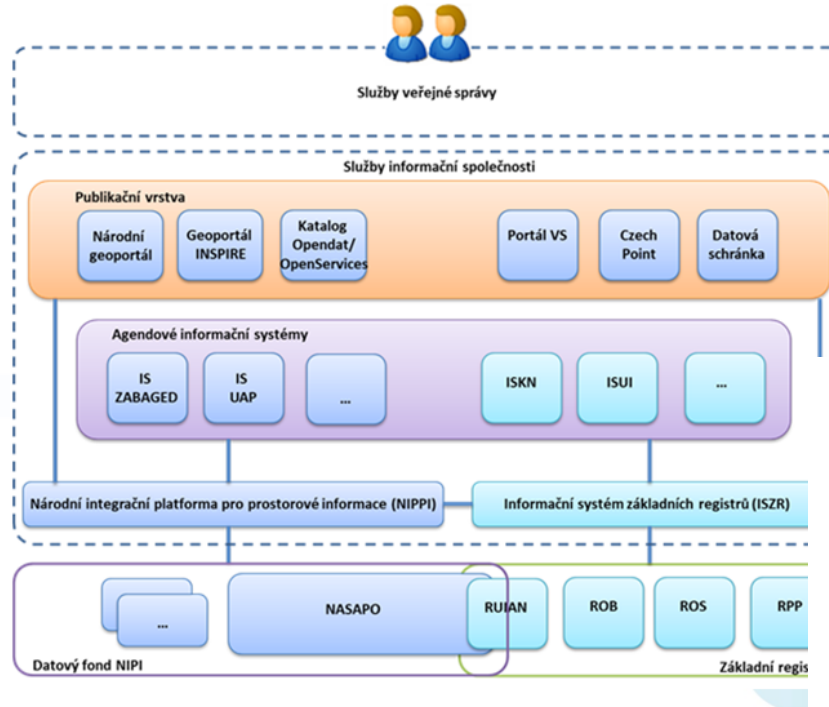 Služby veřejné správy
Služby informační společnosti
Publikační vrstva
Národní
geoportál
Geoportál
INSPIRE
Katalog
Opendat/
OpenServices
Portál VS
Czech
Point
Datová
schránka
Agendové informační systémy
IS
ZABAGED
IS
UAP
...
ISKN
ISUI
...
Národní integrační platforma pro prostorové informace (NIPPI)
Informační systém základních registrů (ISZR)
...
NASAPO
RUIAN
ROB
ROS
RPP
Datový fond NIPI
Základní regis